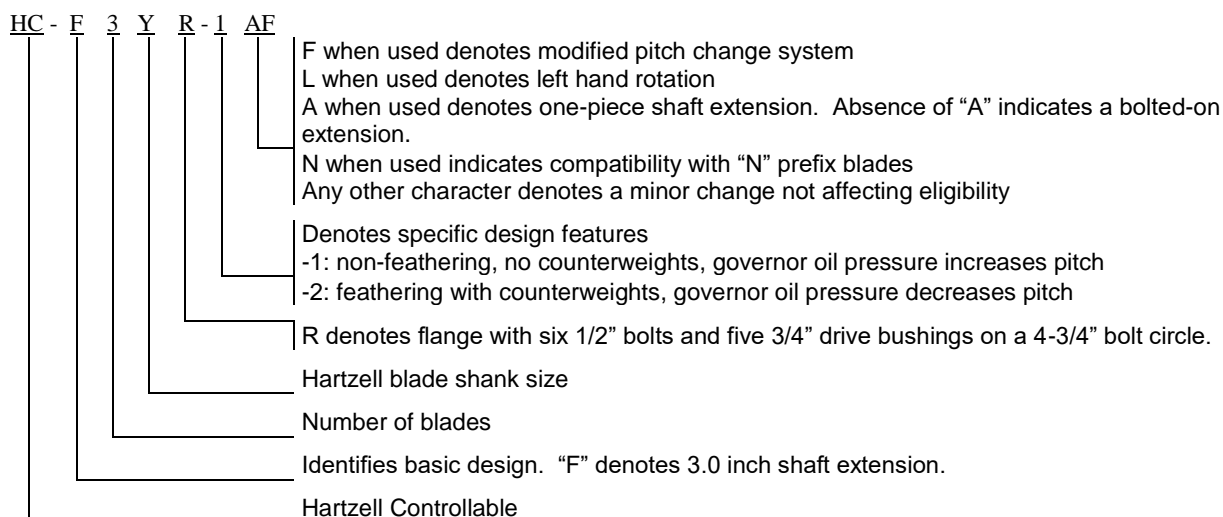 HC - F 3 Y R - 1 AF
F when used denotes modified pitch change system
L when used denotes left hand rotation
A when used denotes one-piece shaft extension. Absence of “A” indicates a bolted-on
extension.
N when used indicates compatibility with “N” prefix blades
Any other character denotes a minor change not affecting eligibility
Denotes specific design features
-1: non-feathering, no counterweights, governor oil pressure increases pitch
-2: feathering with counterweights, governor oil pressure decreases pitch
R denotes flange with six 1/2” bolts and five 3/4” drive bushings on a 4-3/4” bolt circle.
Hartzell blade shank size
Number of blades
Identifies basic design. “F” denotes 3.0 inch shaft extension.
Hartzell Controllable